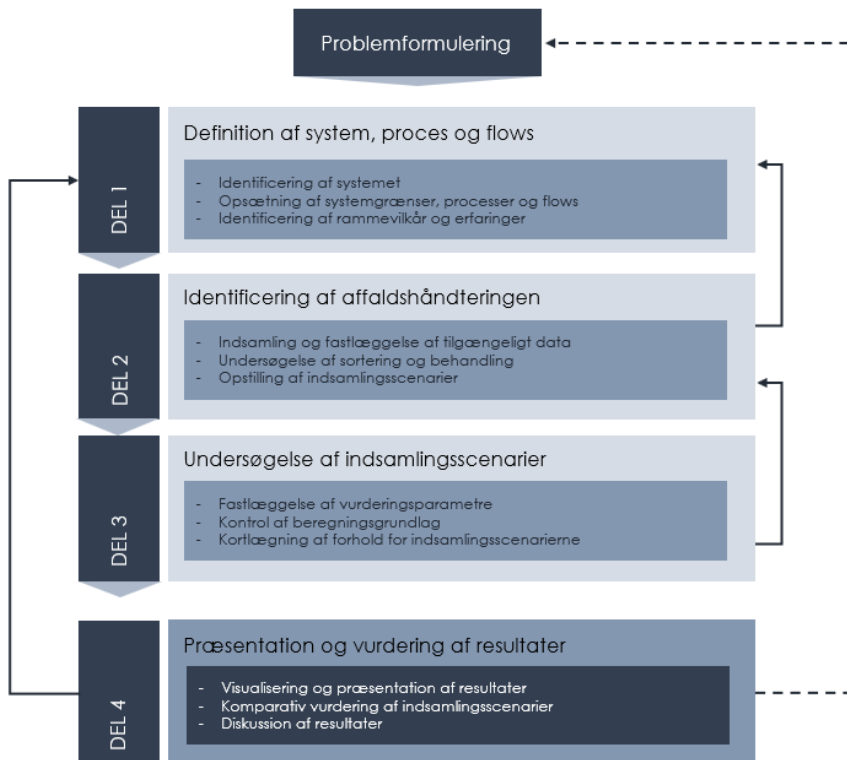 Problemformulering
DEL 1
Definition af system, proces og flows
- Identificering af systemet
- Opsætning af systemgrænser, processer og flows
- Identificering af rammevilkår og erfaringer
DEL 2
Identificering af affaldshåndteringen
- Indsamling og fastlæggelse af tilgængeligt data
- Undersøgelse af sortering og behandling
- Opstilling af indsamlingsscenarier
DEL 3
Undersøgelse af indsamlingsscenarier
- Fastlæggelse af vurderingsparametre
- Kontrol af beregningsgrundlag
- Kortlægning af forhold for indsamlingsscenarierne
DEL 4
Præsentation og vurdering af resultater
- Visualisering og præsentation af resultater
- Komparativ vurdering af indsamlingsscenarier
- Diskussion af resultater